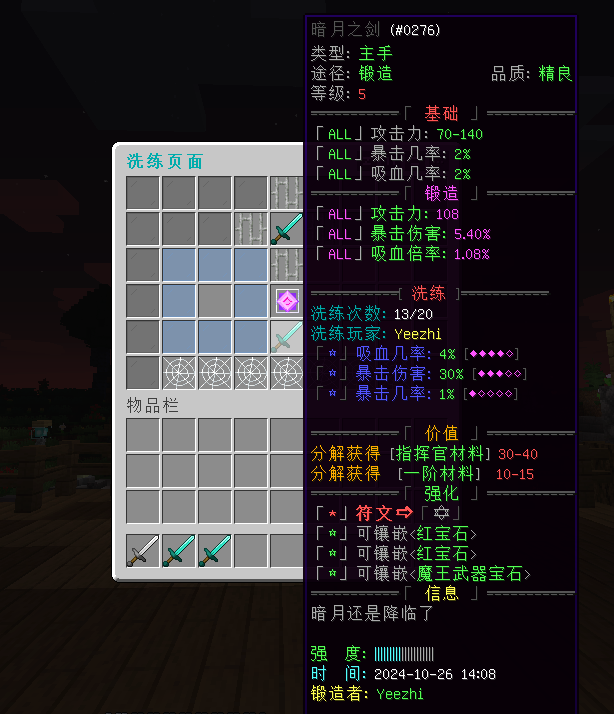 暗月之剑 (#0276)
类型: 主手
途径: 锻造 品质: 精良
等级: 5
「 基础 」
「ALL」攻击力: 70-140
「ALL」暴击几率: 2%
「ALL」吸血几率: 2%
「 锻造 」
「ALL」攻击力: 108
「ALL」暴击伤害: 5.40%
「ALL」吸血倍率: 1.08%
[ 洗练 ]
洗练次数: 13/20
洗练玩家: Yeezhi
「☆」吸血几率: 4% [◆◆◆◆◇]
「☆」暴击伤害: 30% [◆◆◆◇◇]
「☆」暴击几率: 1% [◆◇◇◇◇]
「 价值 」
分解获得 [指挥官材料] 30-40
分解获得 [一阶材料] 10-15
「 强化 」
「★」符文⇨「✡」
「☆」可镶嵌<红宝石>
「☆」可镶嵌<红宝石>
「☆」可镶嵌<魔王武器宝石>
「 信息 」
暗月还是降临了
强 度: ||||||||||||||||||||
时 间: 2024-10-26 14:08
锻造者: Yeezhi
洗练页面
物品栏